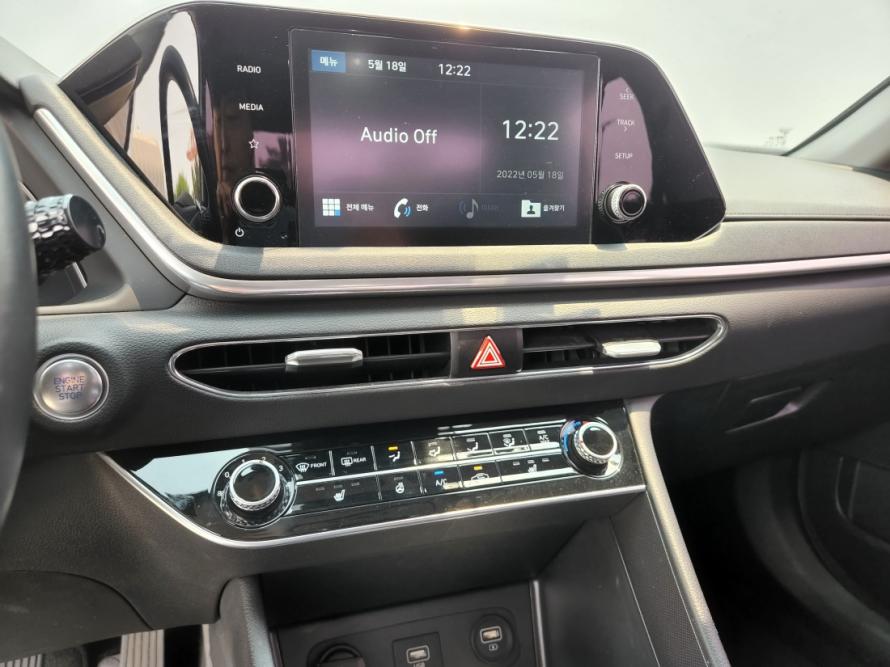 RADIO
MEDIA
메뉴 5월 18일 12:22
Audio Off
12:22
2022년 05월 18일
전체 메뉴 전화 즐겨찾기
SEEK
TRACK
SETUP
ENGINE
START
STOP
FRONT
REAR
A/C
A/C